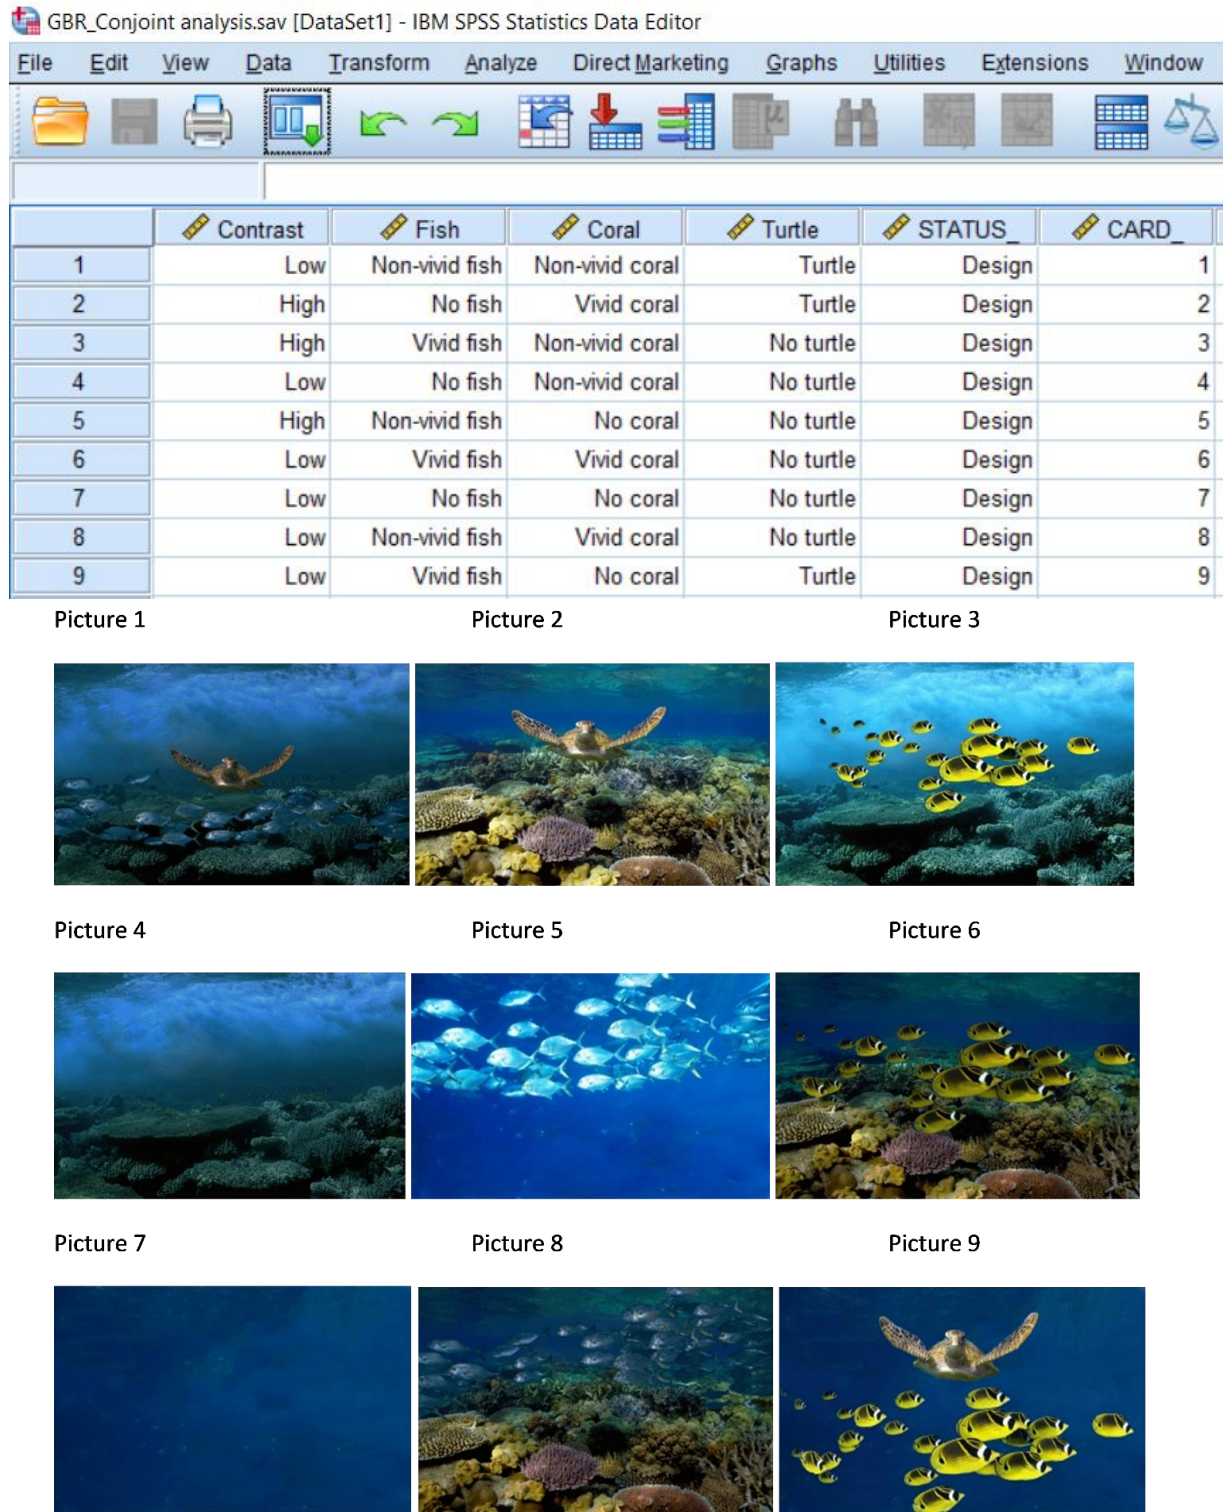 GBR_Conjoint analysis.sav [DataSet1] - IBM SPSS Statistics Data Editor
File Edit View Data Transform Analyze Direct Marketing Graphs Utilities Extensions Window
Contrast Fish Coral Turtle STATUS_ CARD_
1 Low Non-vivid fish Non-vivid coral Turtle Design 1
2 High No fish Vivid coral Turtle Design 2
3 High Vivid fish Non-vivid coral No turtle Design 3
4 Low No fish Non-vivid coral No turtle Design 4
5 High Non-vivid fish No coral No turtle Design 5
6 Low Vivid fish Vivid coral No turtle Design 6
7 Low No fish No coral No turtle Design 7
8 Low Non-vivid fish Vivid coral No turtle Design 8
9 Low Vivid fish No coral Turtle Design 9
Picture 1 Picture 2 Picture 3
Picture 4 Picture 5 Picture 6
Picture 7 Picture 8 Picture 9